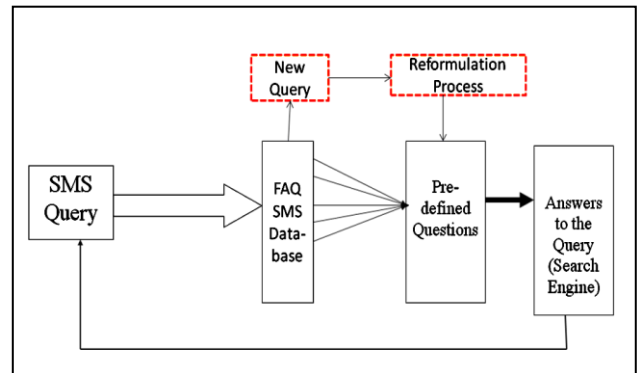 New
Query
Reformulation
Process
SMS
Query
FAQ
SMS
Data-
base
Pre-
defined
Questions
Answers
to the
Query
(Search
Engine)